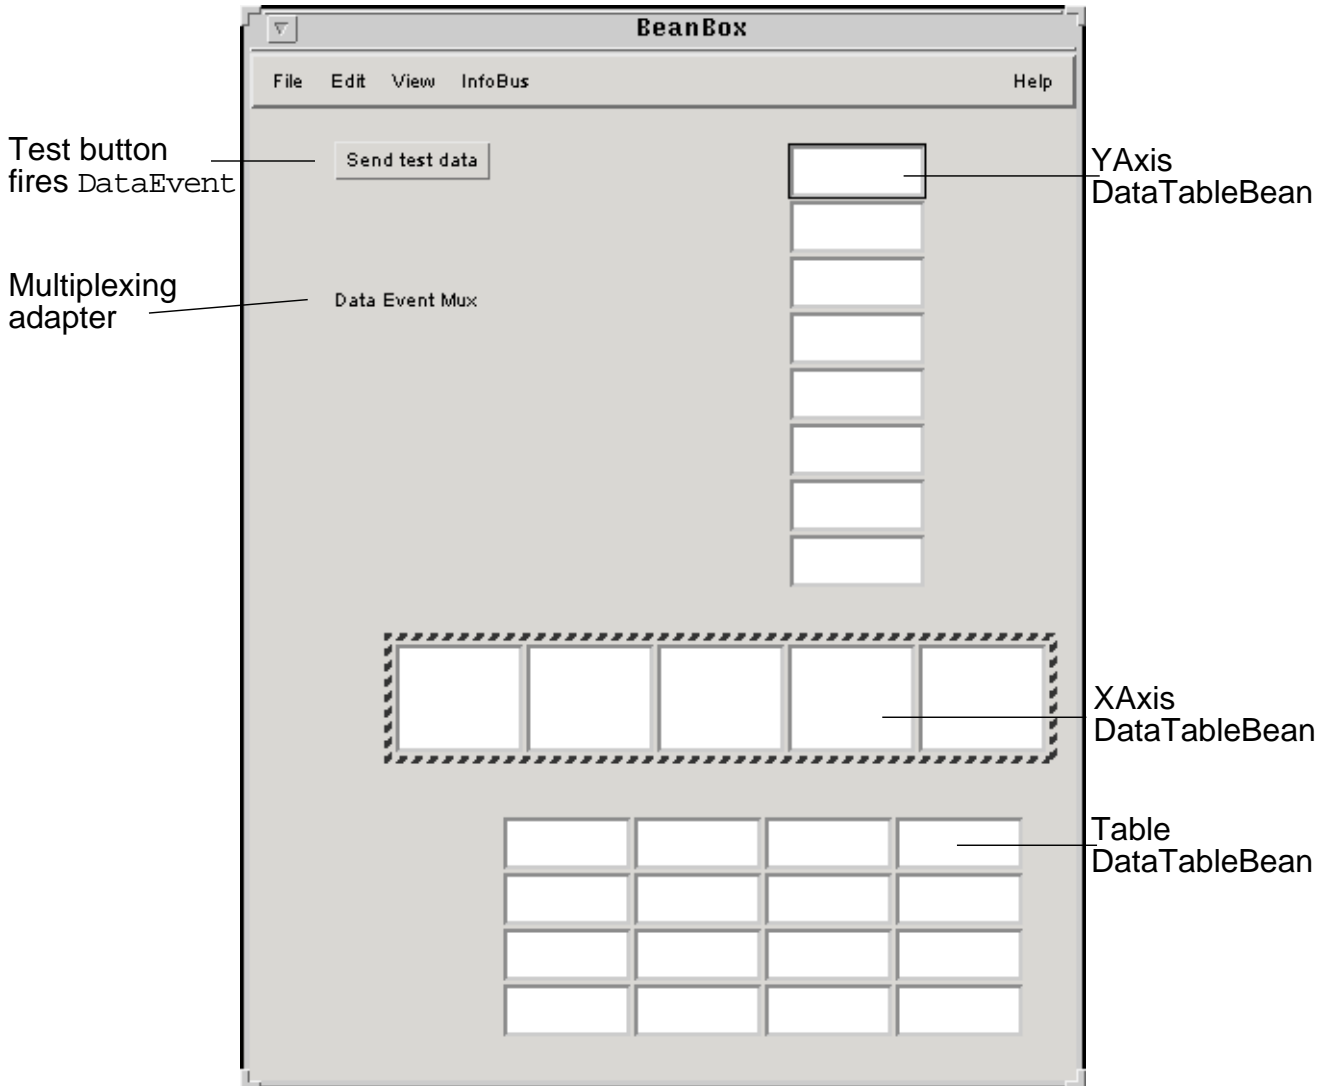 BeanBox
File Edit View InfoBus Help
Test button
fires DataEvent
Send test data
YAxis
DataTableBean
Multiplexing
adapter
Data Event Mux
XAxis
DataTableBean
Table
DataTableBean